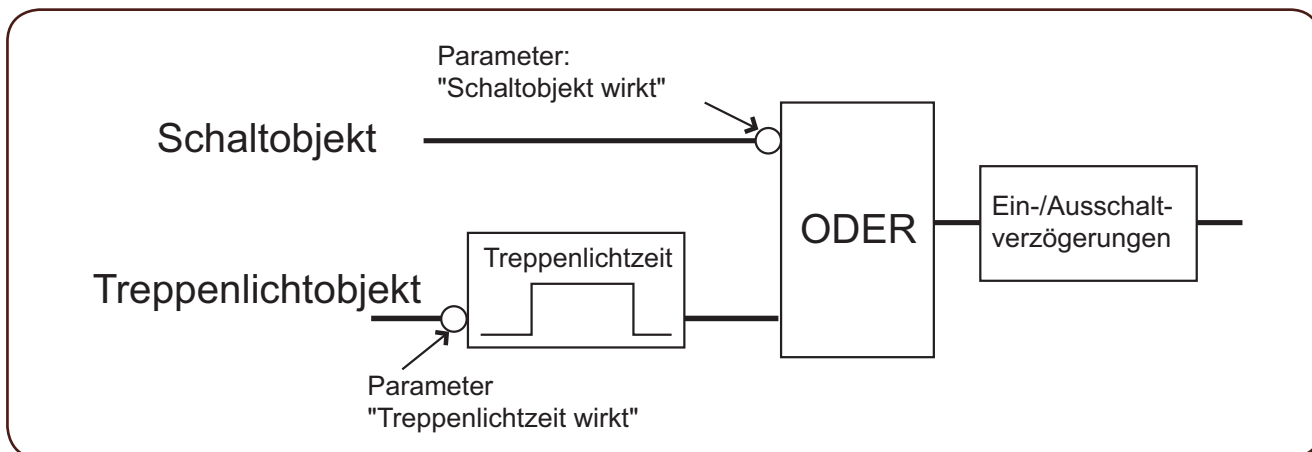 Parameter:
"Schaltobjekt wirkt"
Schaltobjekt
ODER
Ein-/Ausschalt-
verzögerungen
Treppenlichtzeit
Treppenlichtobjekt
Parameter
"Treppenlichtzeit wirkt"